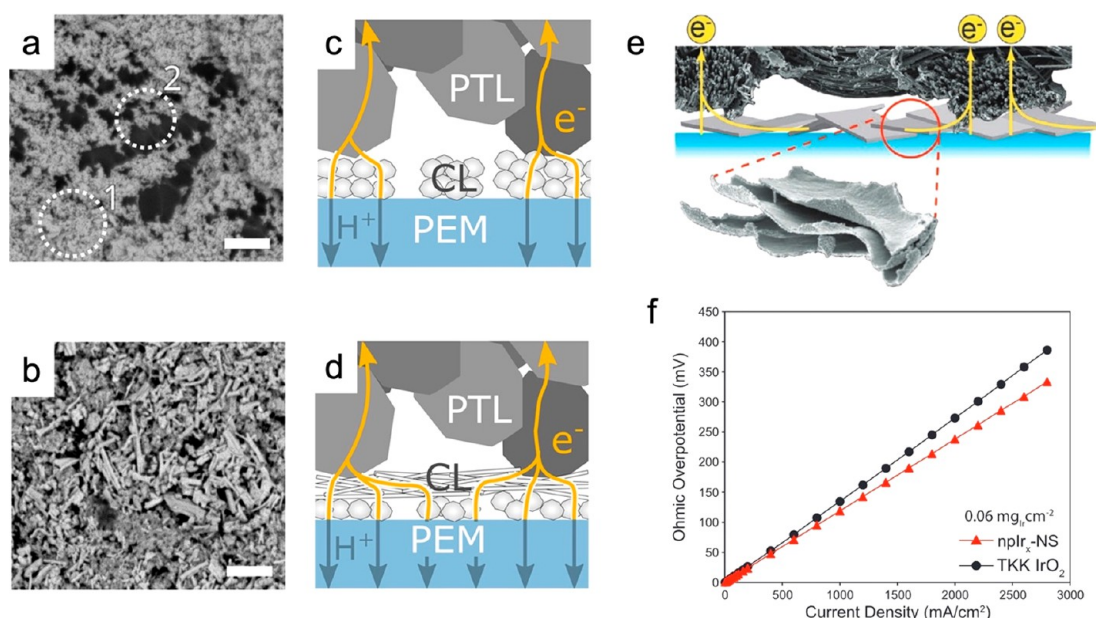 a
2
1
b
c
PTL
e⁻
CL
H⁺
PEM
d
PTL
e⁻
CL
H⁺
PEM
e
e⁻
e⁻
e⁻
f
Ohmic Overpotential (mV)
450
400
350
300
250
200
150
100
50
0
0.06 mg_Ir cm⁻²
npIrₓ-NS
TKK IrO₂
0 500 1000 1500 2000 2500 3000
Current Density (mA/cm²)